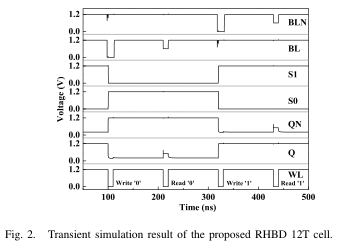 1.2
0.0
BLN
1.2
0.0
BL
1.2
0.0
S1
1.2
0.0
S0
1.2
0.0
QN
1.2
0.0
Q
1.2
0.0
WL
Write '0' Read '0' Write '1' Read '1'
Voltage (V)
100 200 300 400 500
Time (ns)
Fig. 2. Transient simulation result of the proposed RHBD 12T cell.